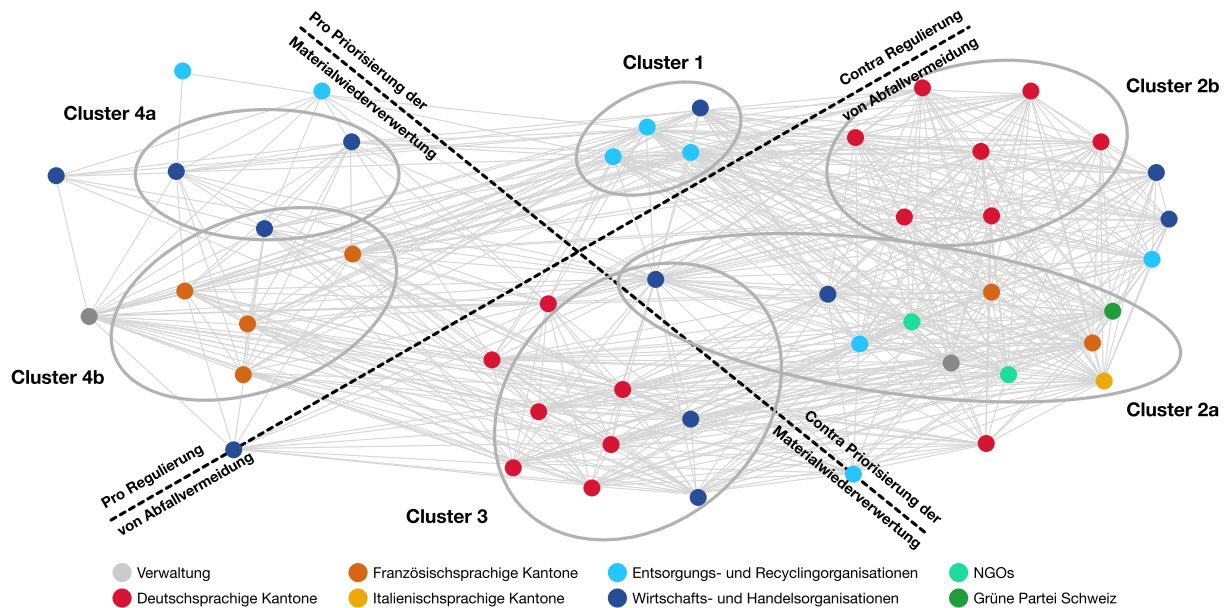 Pro Priorisierung der
Materialwiederverwertung
Contra Regulierung
von Abfallvermeidung
Cluster 1
Cluster 2b
Cluster 4a
Cluster 4b
Cluster 2a
Cluster 3
Pro Regulierung
von Abfallvermeidung
Contra Priorisierung der
Materialwiederverwertung
Verwaltung
Französischsprachige Kantone
Entsorgungs- und Recyclingorganisationen
NGOs
Deutschsprachige Kantone
Italienischsprachige Kantone
Wirtschafts- und Handelsorganisationen
Grüne Partei Schweiz